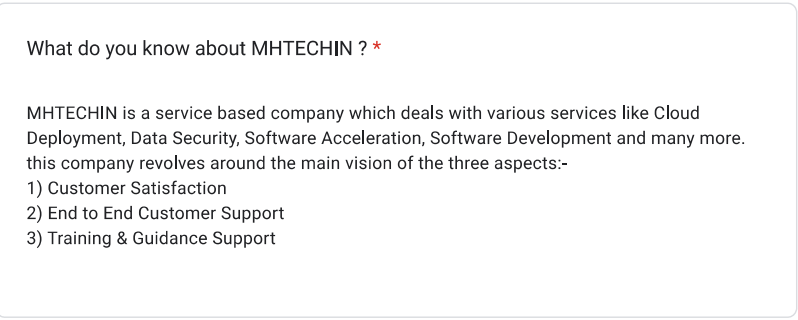 What do you know about MHTECHIN ? *
MHTECHIN is a service based company which deals with various services like Cloud
Deployment, Data Security, Software Acceleration, Software Development and many more.
this company revolves around the main vision of the three aspects:-
1) Customer Satisfaction
2) End to End Customer Support
3) Training & Guidance Support